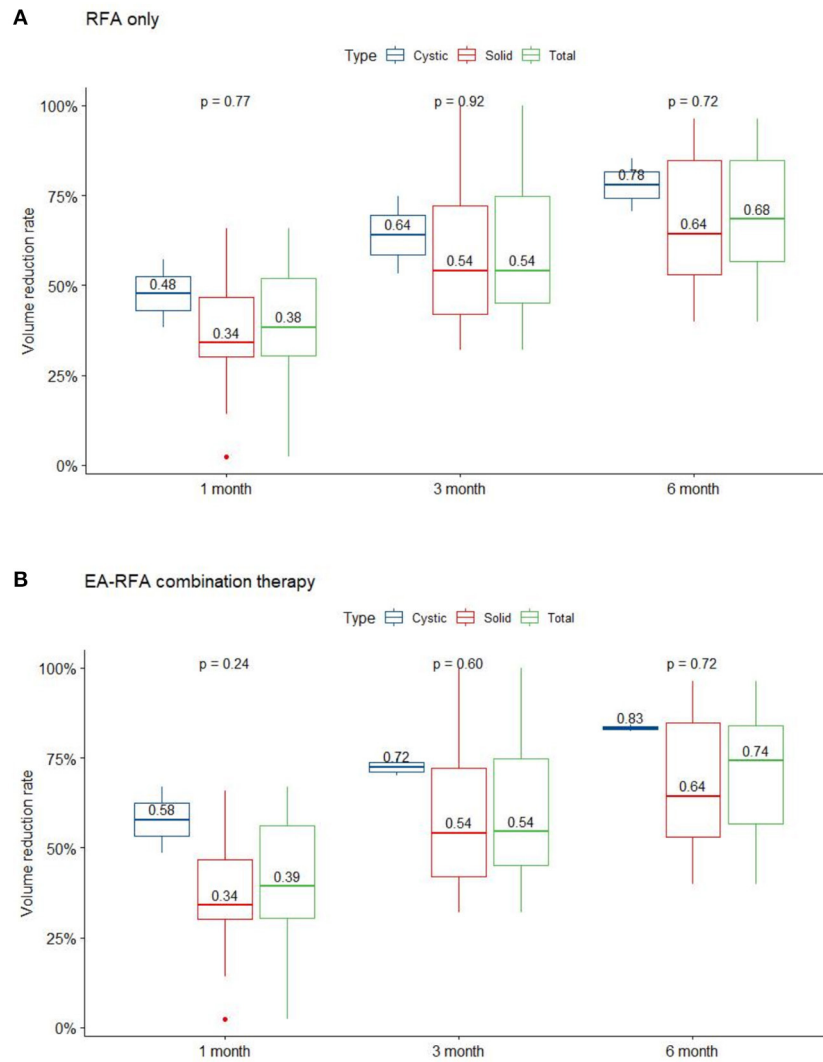 A
RFA only
Type Cystic Solid Total
Volume reduction rate
100%
75%
50%
25%
0%
p = 0.77
p = 0.92
p = 0.72
0.48
0.34
0.38
0.64
0.54
0.54
0.78
0.64
0.68
1 month
3 month
6 month
B
EA-RFA combination therapy
Type Cystic Solid Total
Volume reduction rate
100%
75%
50%
25%
0%
p = 0.24
p = 0.60
p = 0.72
0.58
0.34
0.39
0.72
0.54
0.54
0.83
0.64
0.74
1 month
3 month
6 month